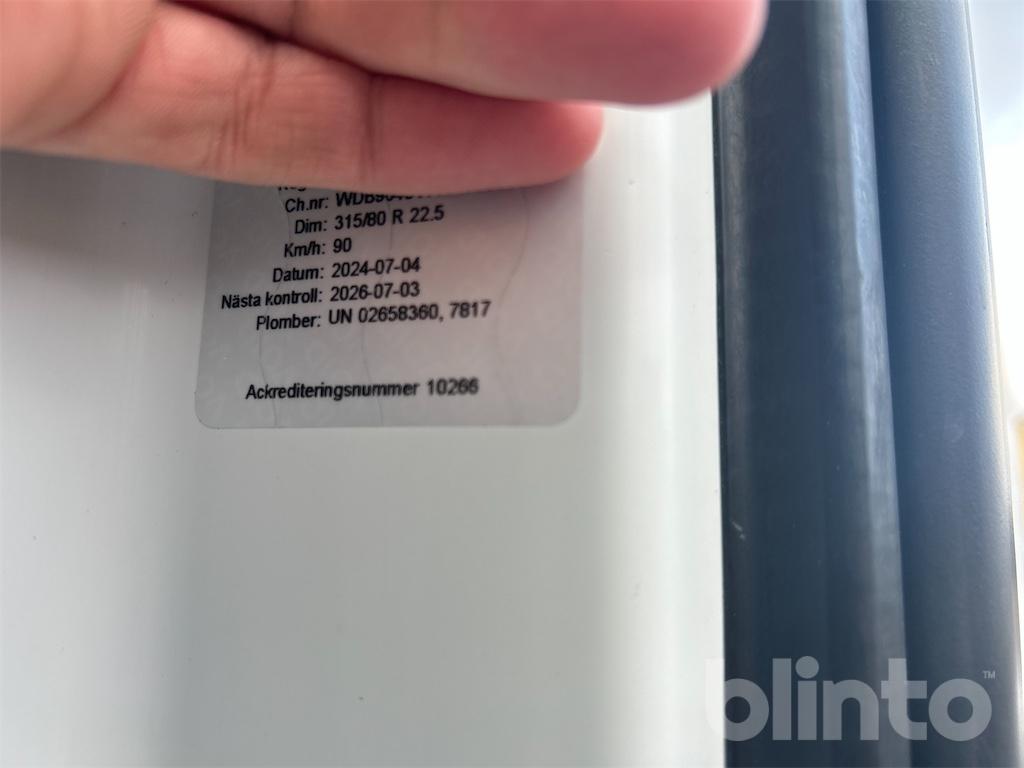 Ch.nr:
Dim: 315/80 R 22.5
Km/h: 90
Datum: 2024-07-04
Nästa kontroll: 2026-07-03
Plomber: UN 02658360, 7817
Ackrediteringsnummer 10266
blinto™